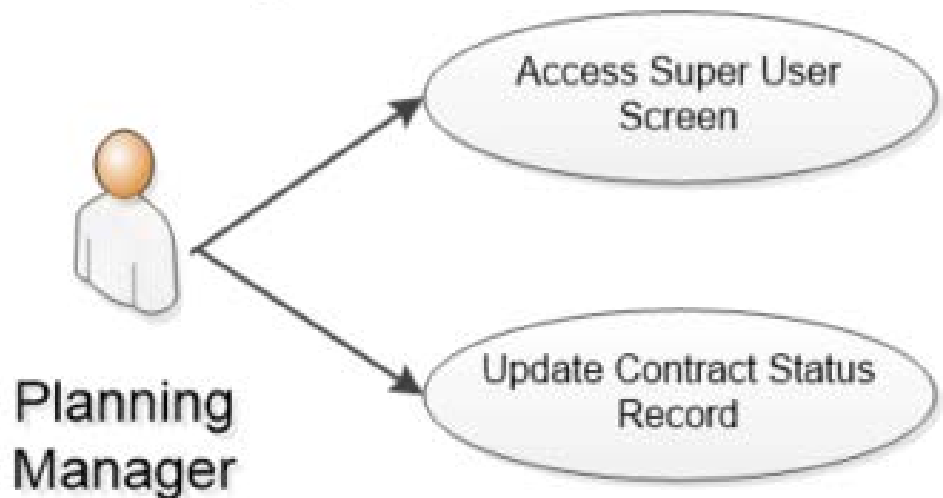 Access Super User
Screen
Planning
Manager
Update Contract Status
Record